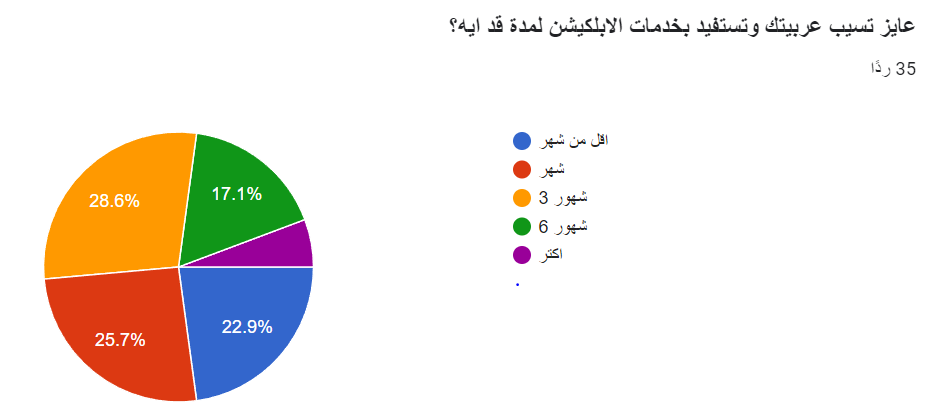 عايز تسيب عربيتك وتستفيد بخدمات الابلكيشن لمدة قد ايه؟
35 ردًا
اقل من شهر
شهر
3 شهور
6 شهور
اكتر
17.1%
28.6%
22.9%
25.7%